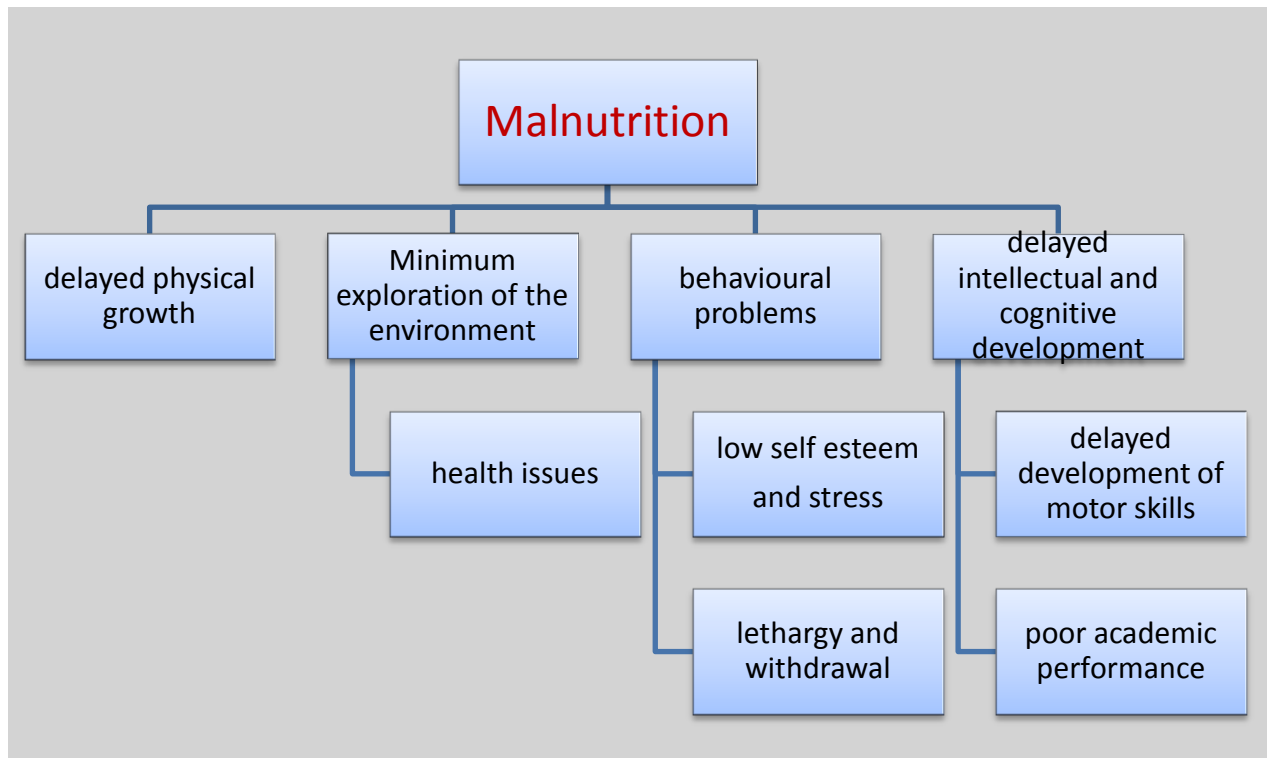 Malnutrition
delayed physical
growth
Minimum
exploration of the
environment
behavioural
problems
delayed
intellectual and
cognitive
development
health issues
low self esteem
and stress
delayed
development of
motor skills
lethargy and
withdrawal
poor academic
performance